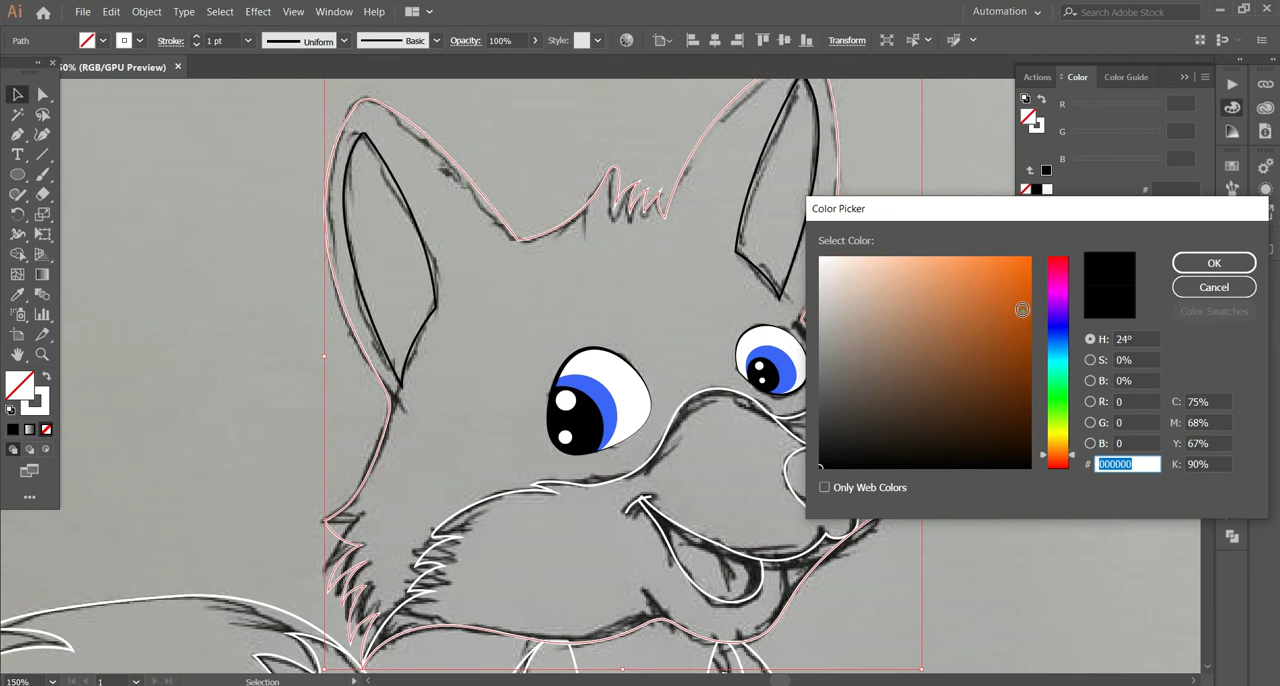 Ai File Edit Object Type Select Effect View Window Help Automation Search Adobe Stock
Path Stroke: 1 pt Uniform Basic Opacity: 100% Style: Transform
50% (RGB/GPU Preview) ×
Actions Color Color Guide
R
G
B
#
Color Picker
Select Color:
OK
Cancel
Color Swatches
H: 24º
S: 0%
B: 0%
R: 0 C: 75%
G: 0 M: 68%
B: 0 Y: 67%
# 000000 K: 90%
Only Web Colors
150% 1 Selection